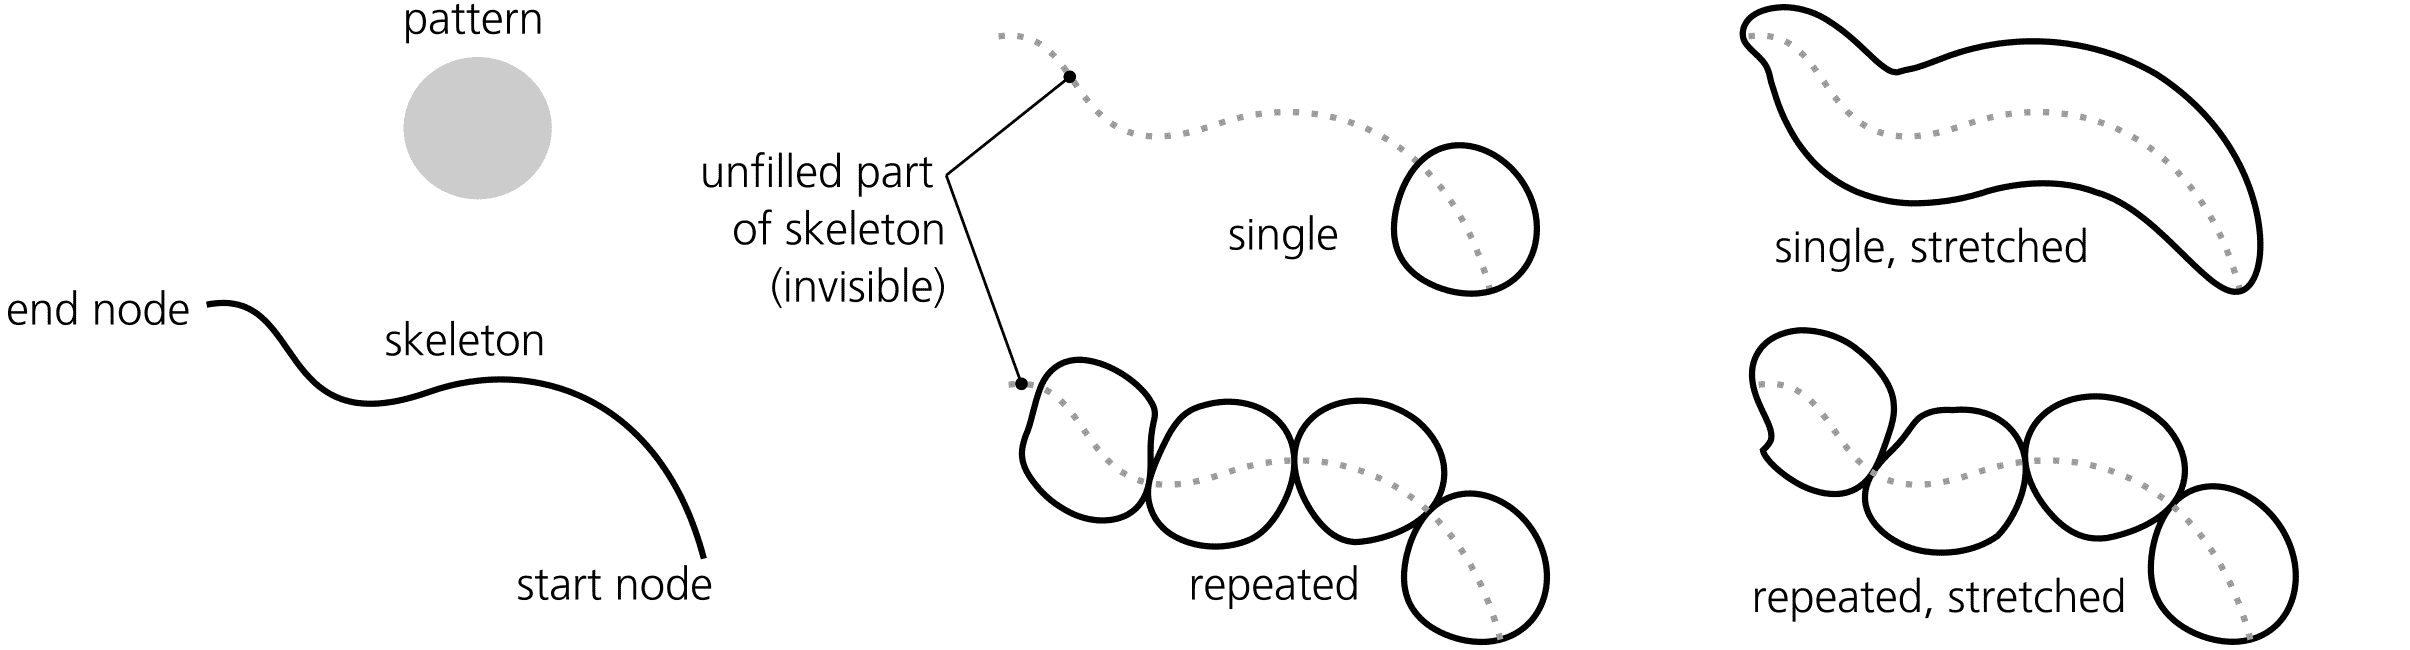 pattern
end node
skeleton
start node
unfilled part
of skeleton
(invisible)
single
repeated
single, stretched
repeated, stretched